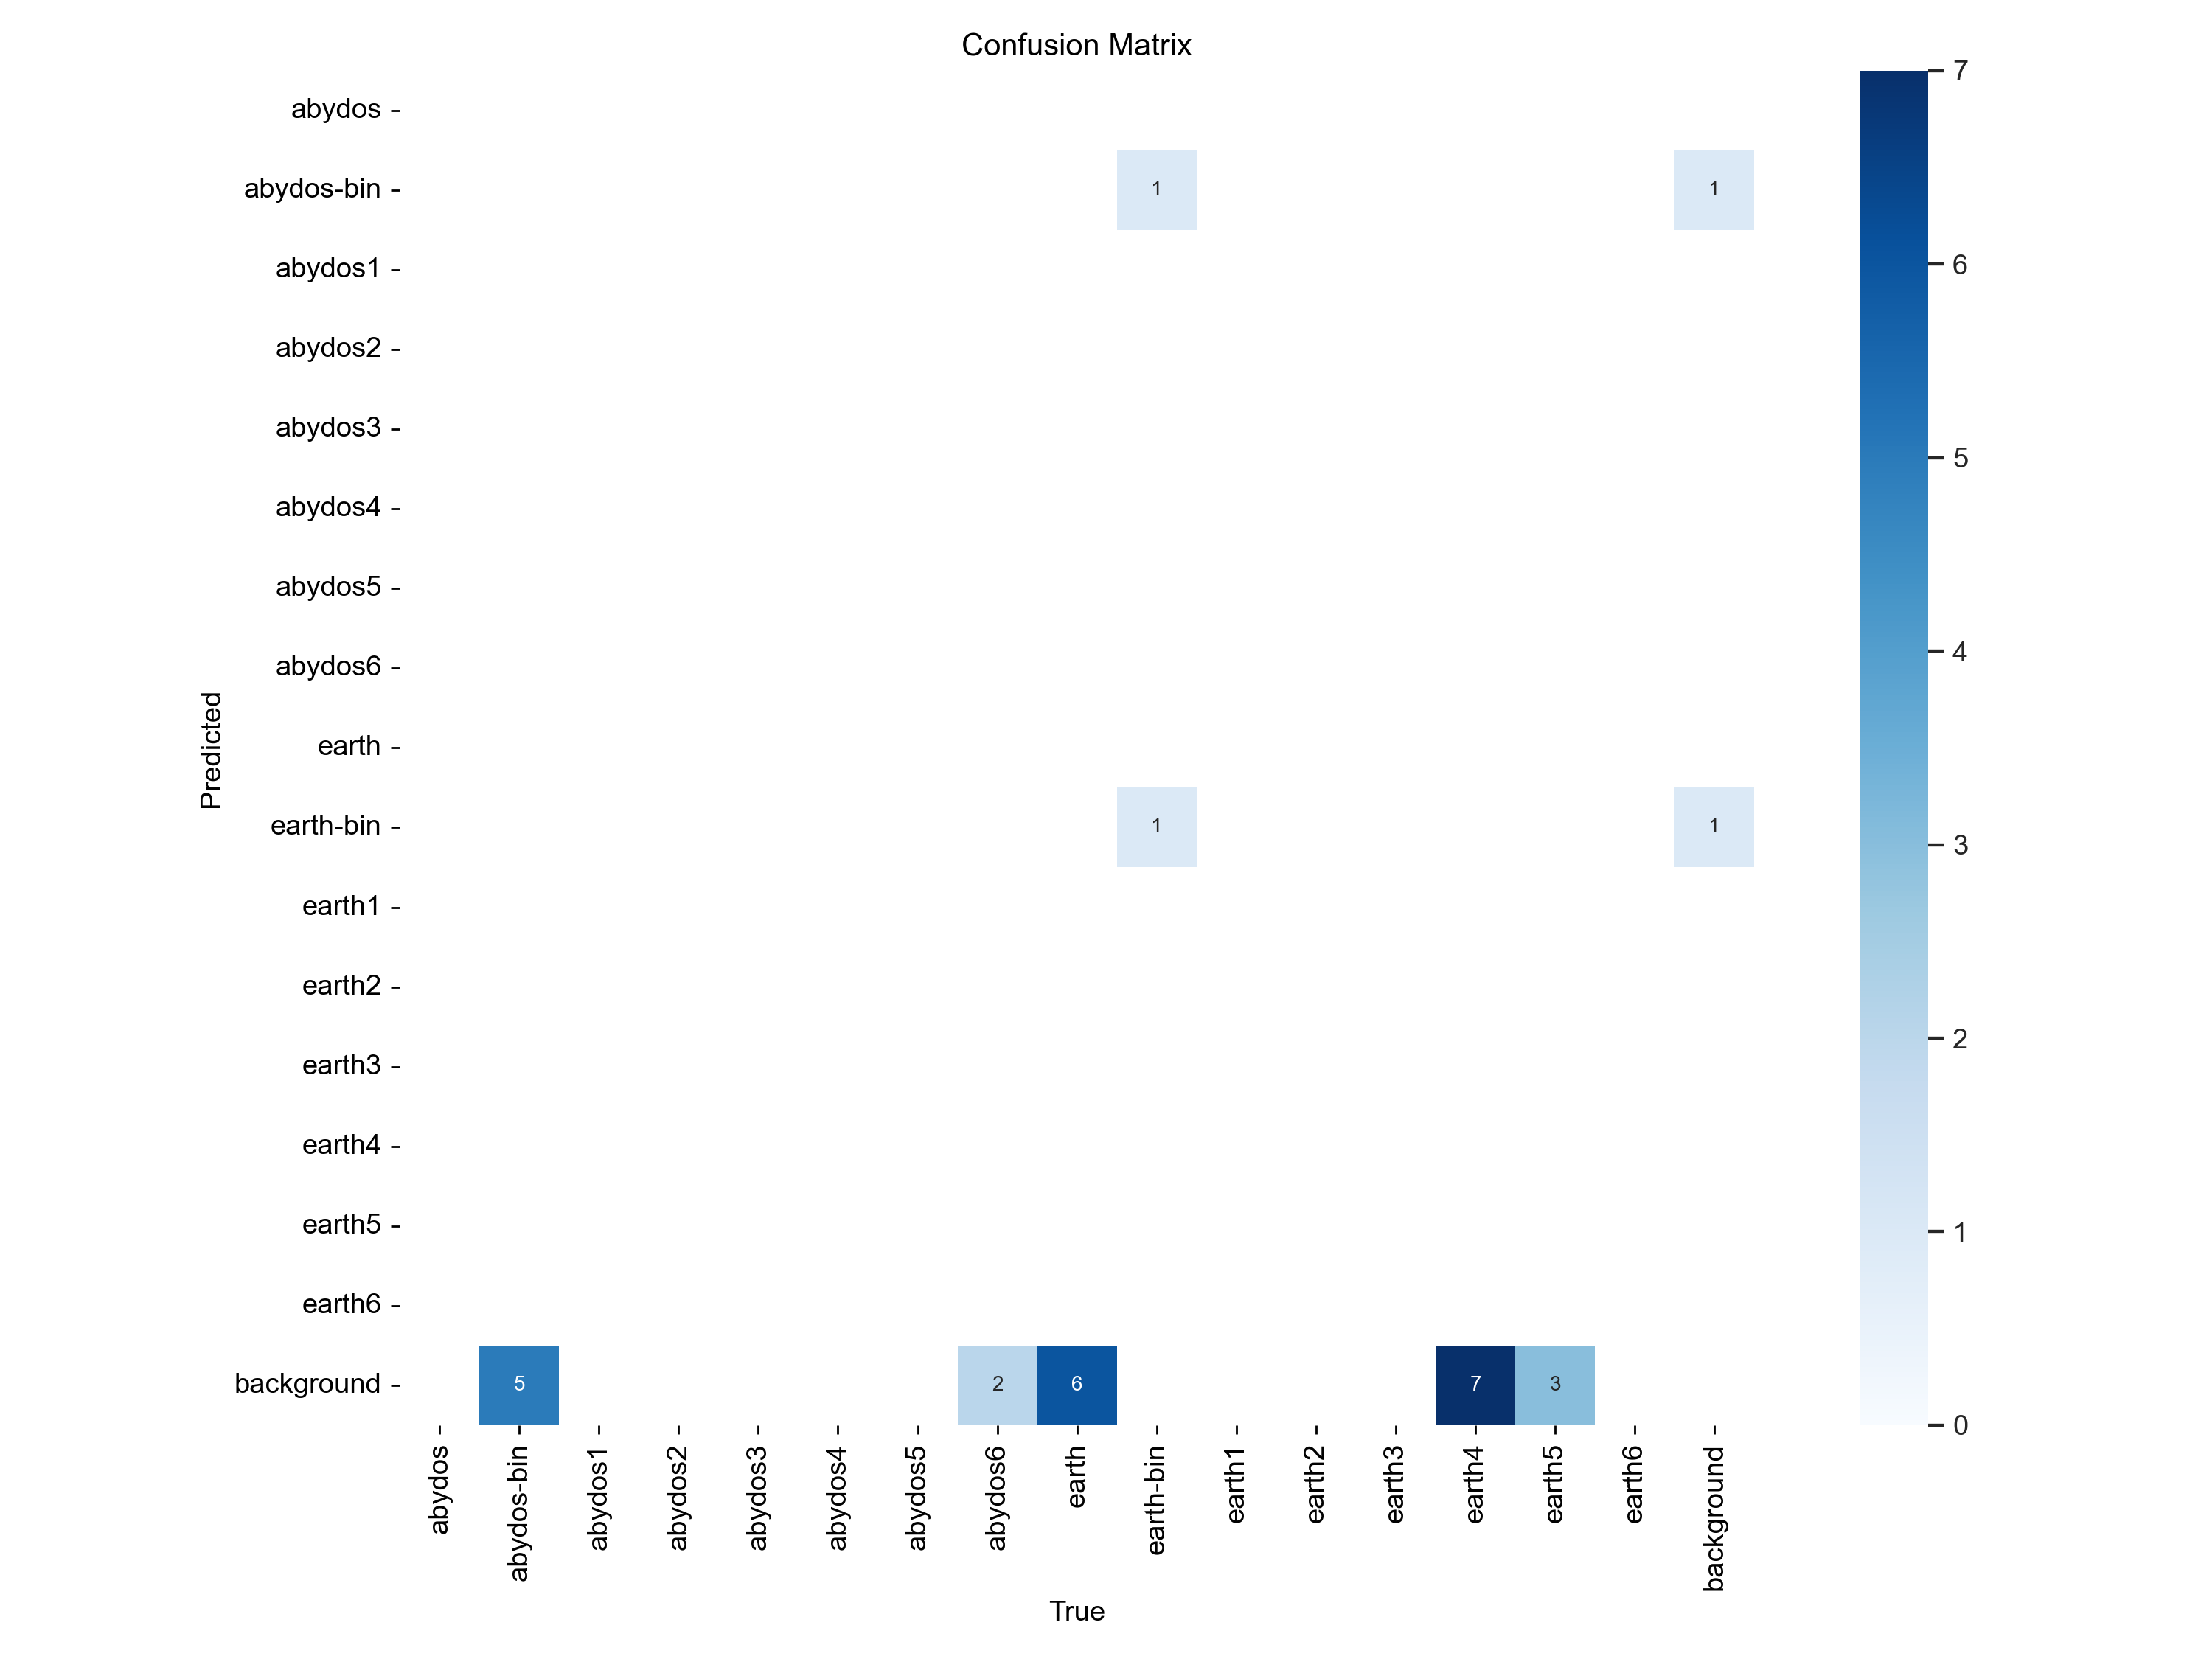 Confusion Matrix
abydos
abydos-bin
abydos1
abydos2
abydos3
abydos4
abydos5
abydos6
earth
earth-bin
earth1
earth2
earth3
earth4
earth5
earth6
background
Predicted
1 1
1 1
5 2 6 7 3
abydos
abydos-bin
abydos1
abydos2
abydos3
abydos4
abydos5
abydos6
earth
earth-bin
earth1
earth2
earth3
earth4
earth5
earth6
background
True
7
6
5
4
3
2
1
0